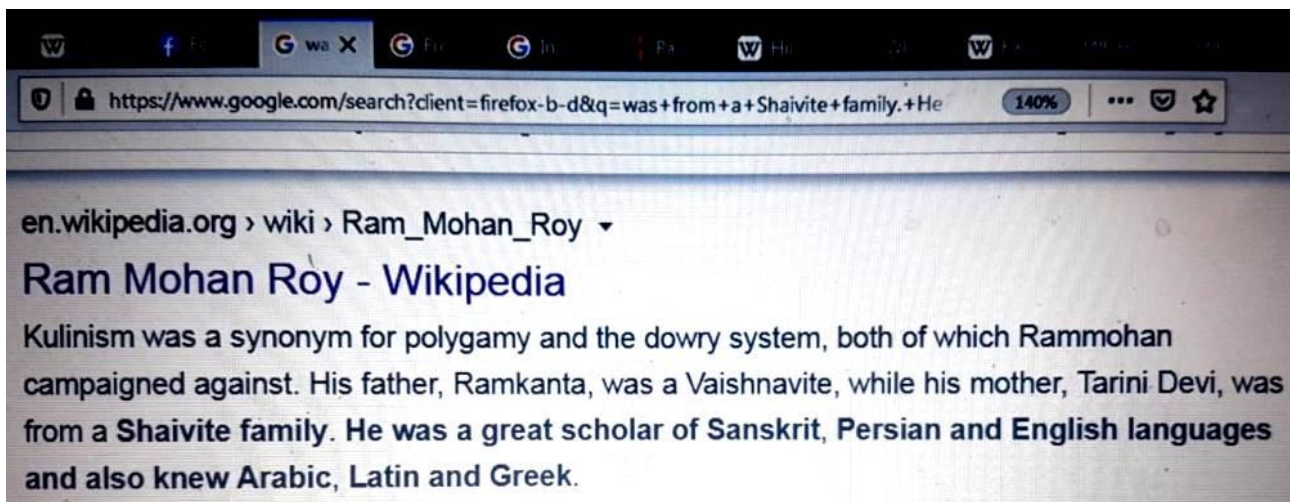 G wa X
https://www.google.com/search?client=firefox-b-d&q=was+from+a+Shaivite+family.+He 140%
en.wikipedia.org › wiki › Ram_Mohan_Roy
Ram Mohan Roy - Wikipedia
Kulinism was a synonym for polygamy and the dowry system, both of which Rammohan
campaigned against. His father, Ramkanta, was a Vaishnavite, while his mother, Tarini Devi, was
from a Shaivite family. He was a great scholar of Sanskrit, Persian and English languages
and also knew Arabic, Latin and Greek.